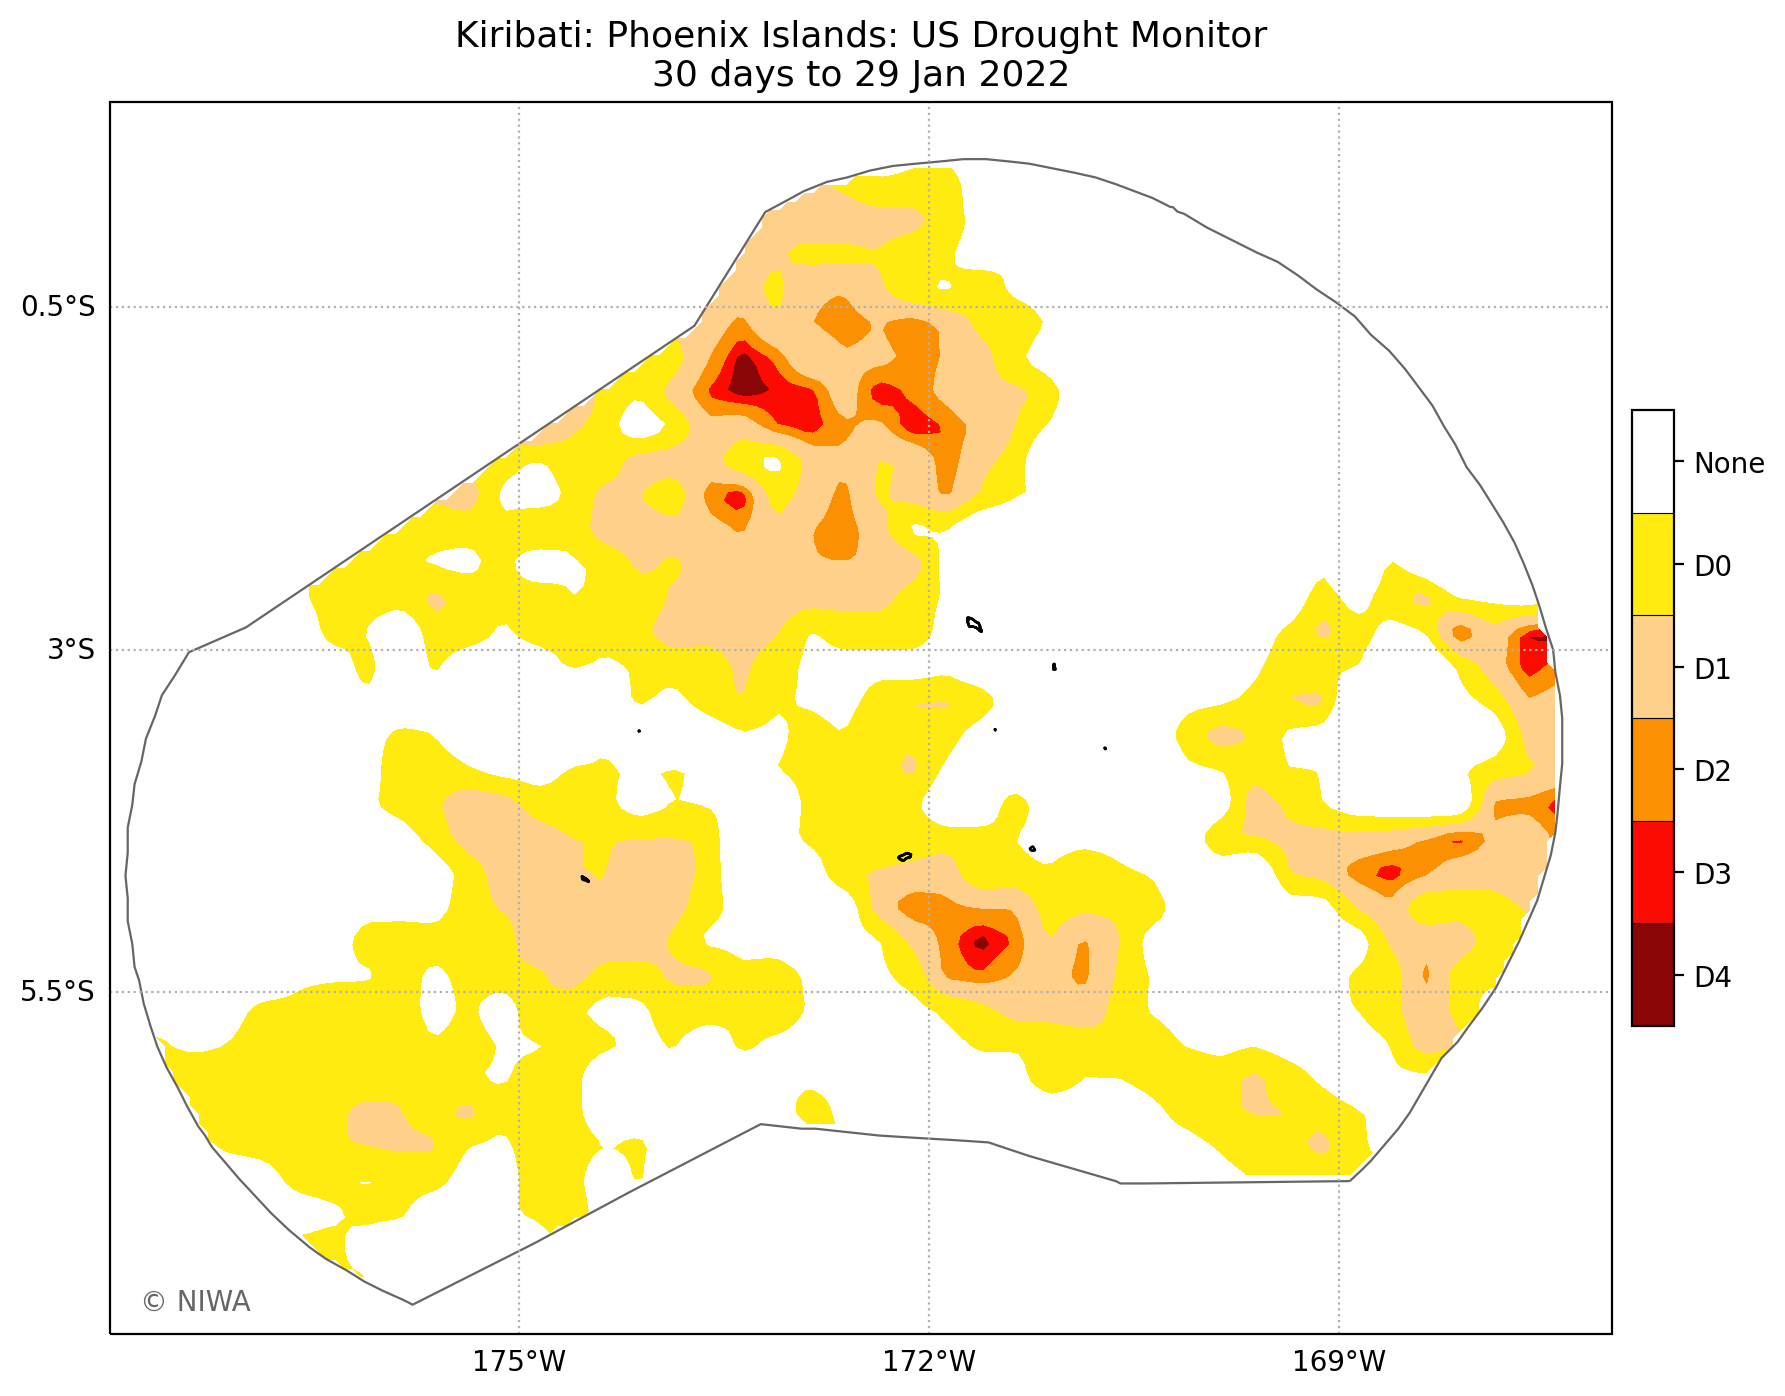 Kiribati: Phoenix Islands: US Drought Monitor
30 days to 29 Jan 2022
0.5°S
3°S
5.5°S
175°W
172°W
169°W
None
D0
D1
D2
D3
D4
© NIWA